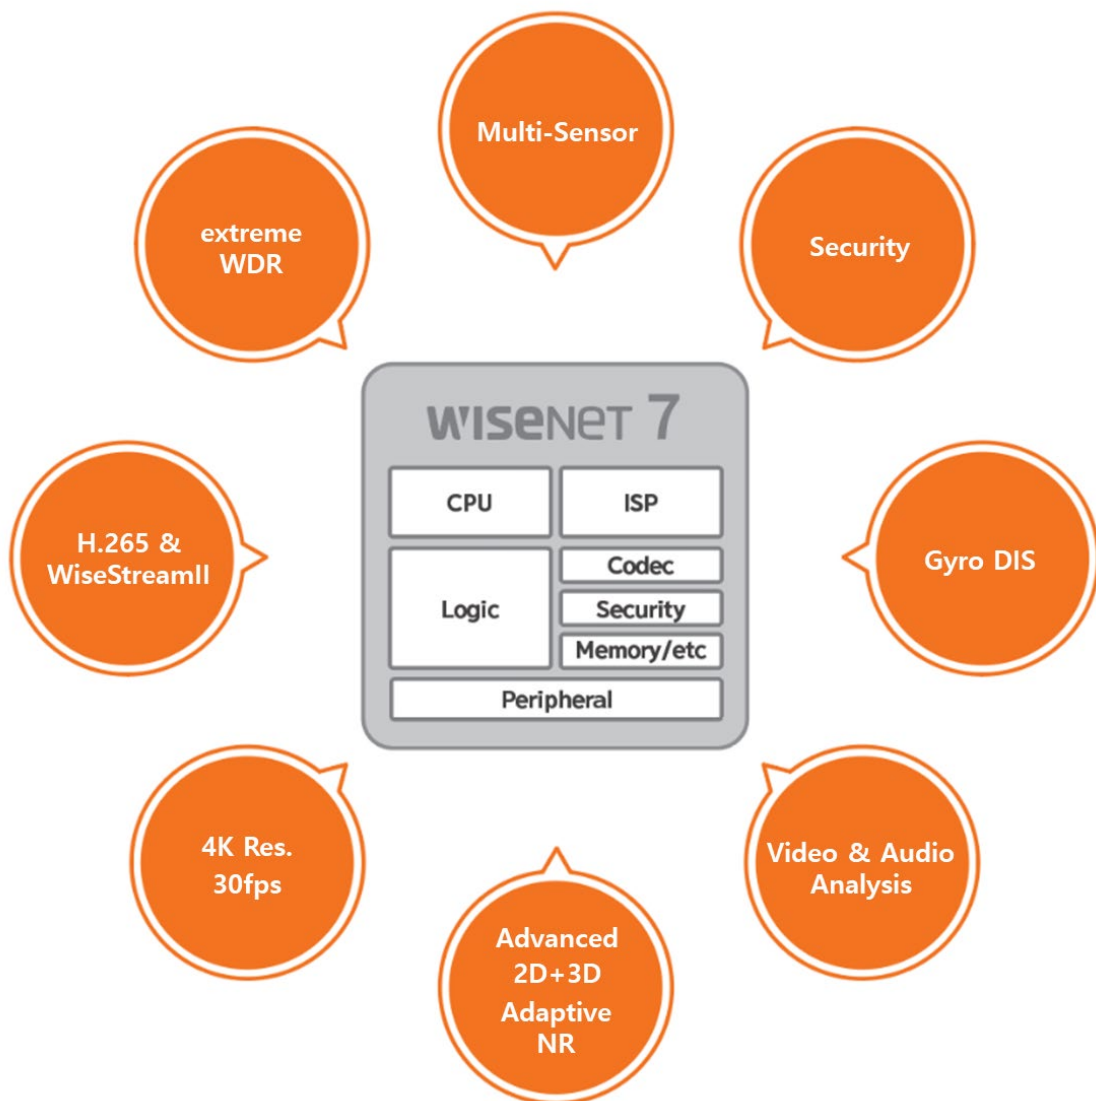 Multi-Sensor
extreme
WDR
Security
WISENET 7
CPU
ISP
Codec
Logic
Security
Memory/etc
Peripheral
H.265 &
WiseStreamII
Gyro DIS
4K Res.
30fps
Video & Audio
Analysis
Advanced
2D+3D
Adaptive
NR